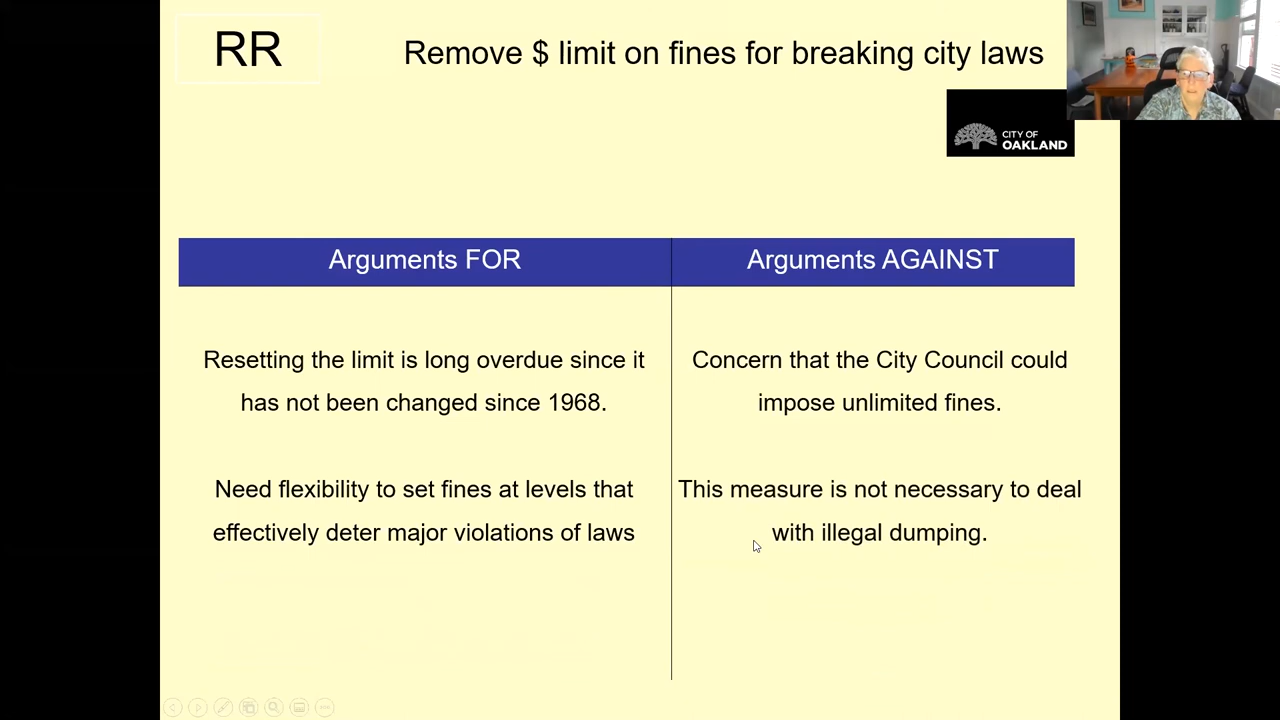 RR
Remove $ limit on fines for breaking city laws
CITY OF
OAKLAND
Arguments FOR
Arguments AGAINST
Resetting the limit is long overdue since it
has not been changed since 1968.
Concern that the City Council could
impose unlimited fines.
Need flexibility to set fines at levels that
effectively deter major violations of laws
This measure is not necessary to deal
with illegal dumping.